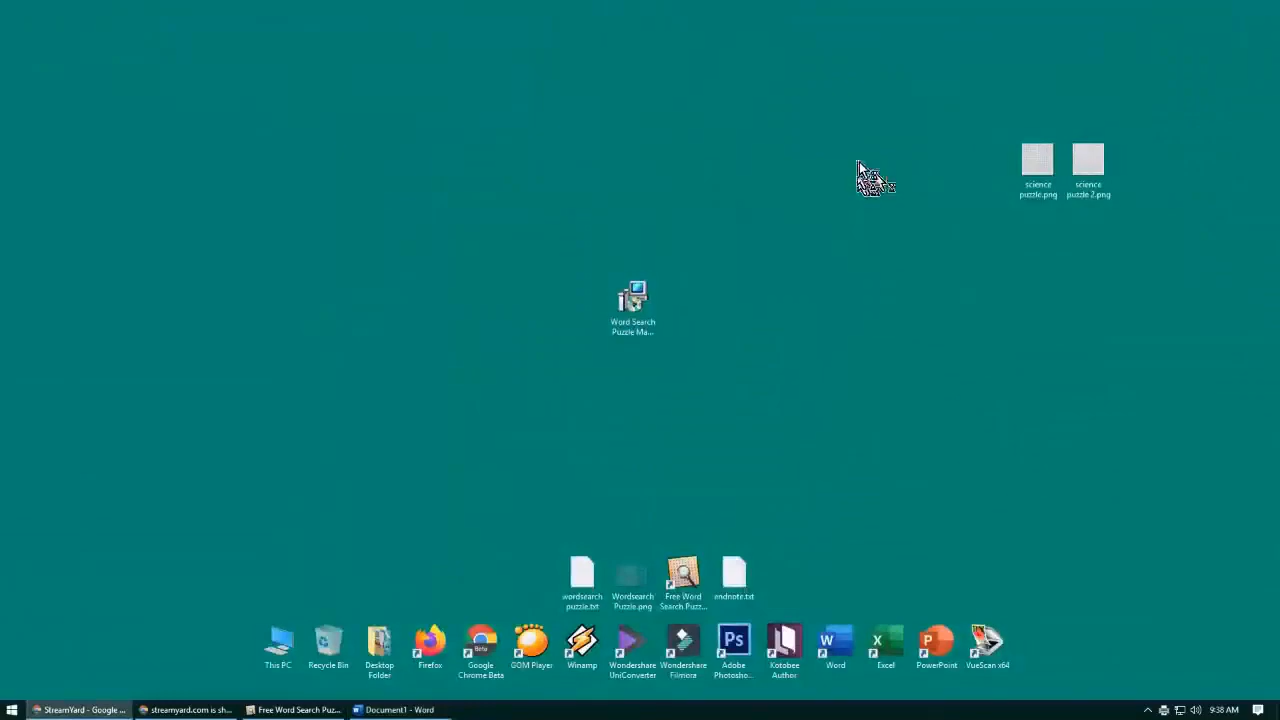 science
puzzle.png
science
puzzle 2.png
Word Search
Puzzle Ma...
wordsearch
puzzle.txt
Wordsearch
Puzzle.png
Free Word
Search Puzz...
endnote.txt
This PC
Recycle Bin
Desktop
Folder
Firefox
Google
Chrome Beta
GOM Player
Winamp
Wondershare
UniConverter
Wondershare
Filmora
Adobe
Photosho...
Kotobee
Author
Word
Excel
PowerPoint
VueScan x64
StreamYard - Google ...
streamyard.com is sh...
Free Word Search Puz...
Document1 - Word
9:38 AM